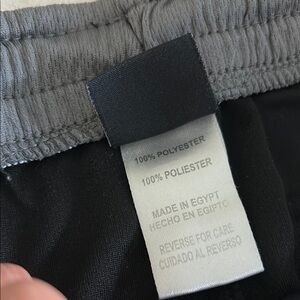 100% POLYESTER
100% POLIESTER
MADE IN EGYPT
HECHO EN EGIPTO
REVERSE FOR CARE
CUIDADO AL REVERSO